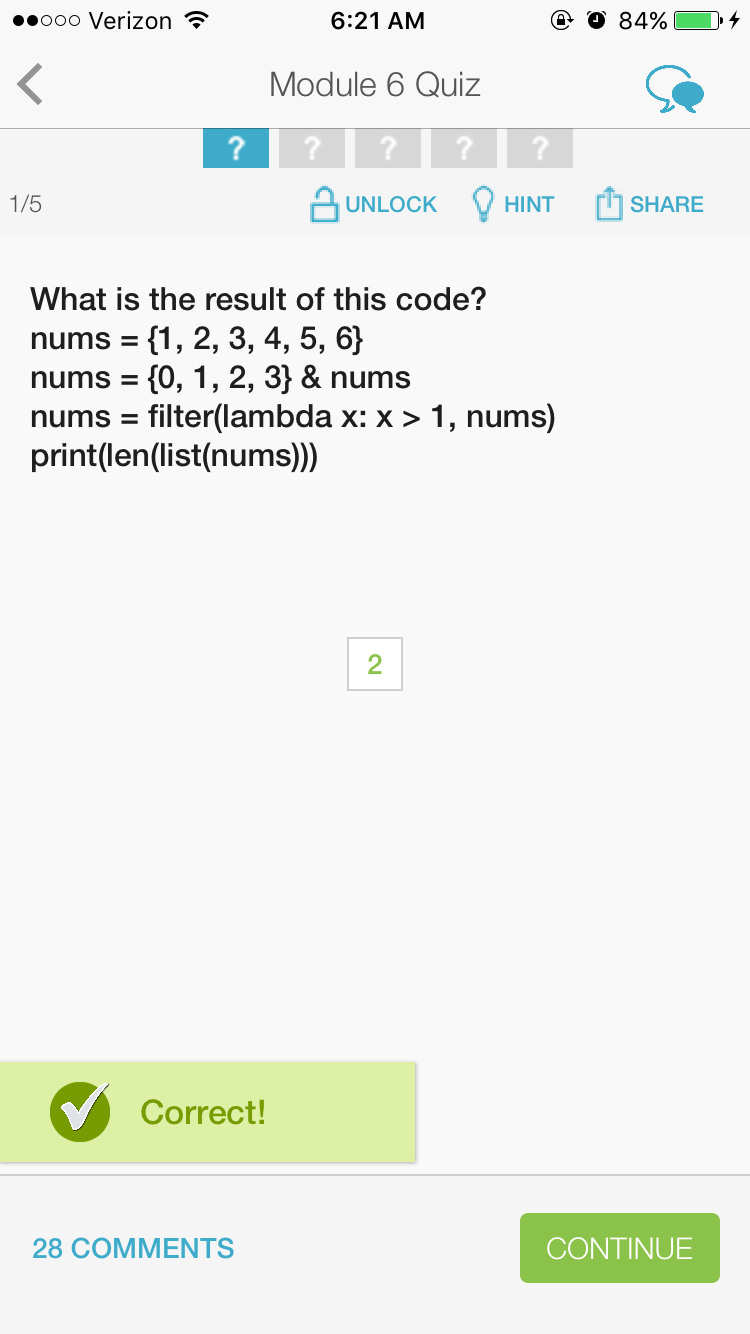 Verizon 6:21 AM 84%
Module 6 Quiz
? ? ? ? ?
1/5 UNLOCK HINT SHARE
What is the result of this code?
nums = {1, 2, 3, 4, 5, 6}
nums = {0, 1, 2, 3} & nums
nums = filter(lambda x: x > 1, nums)
print(len(list(nums)))
2
Correct!
28 COMMENTS CONTINUE